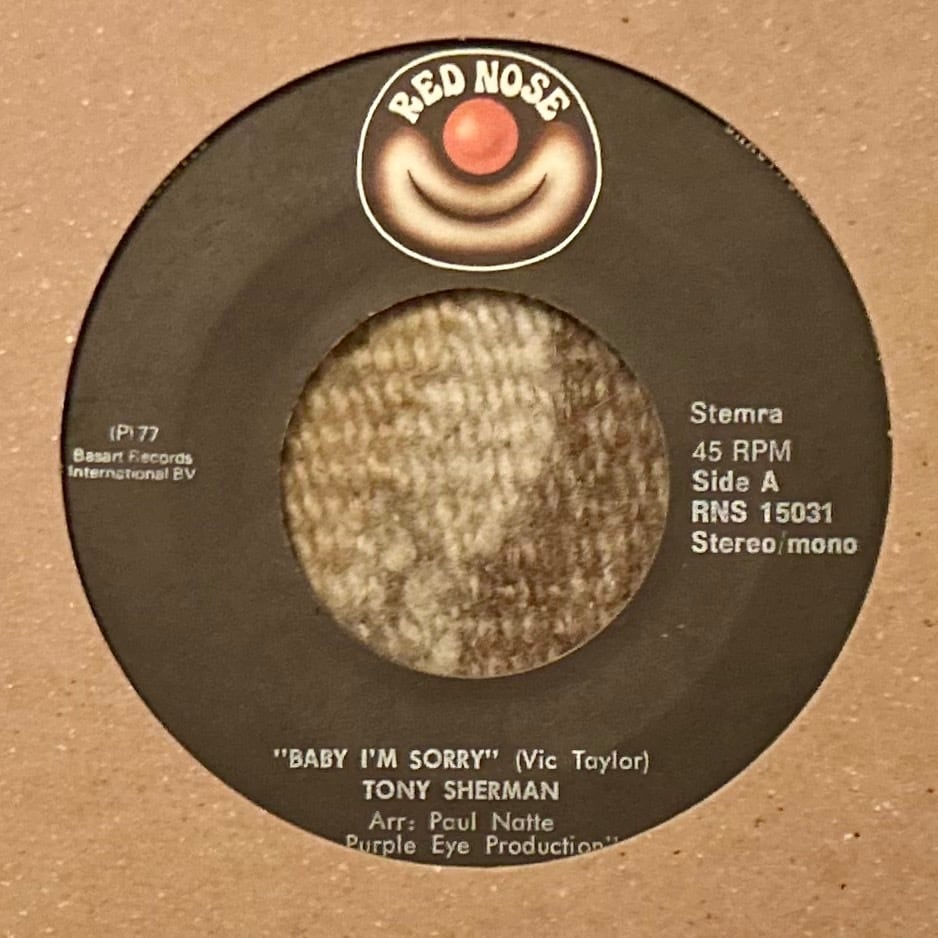 RED NOSE
(P) 77
Basart Records
International BV
Stemra
45 RPM
Side A
RNS 15031
Stereo/mono
"BABY I'M SORRY" (Vic Taylor)
TONY SHERMAN
Arr: Paul Natte
Purple Eye Production"